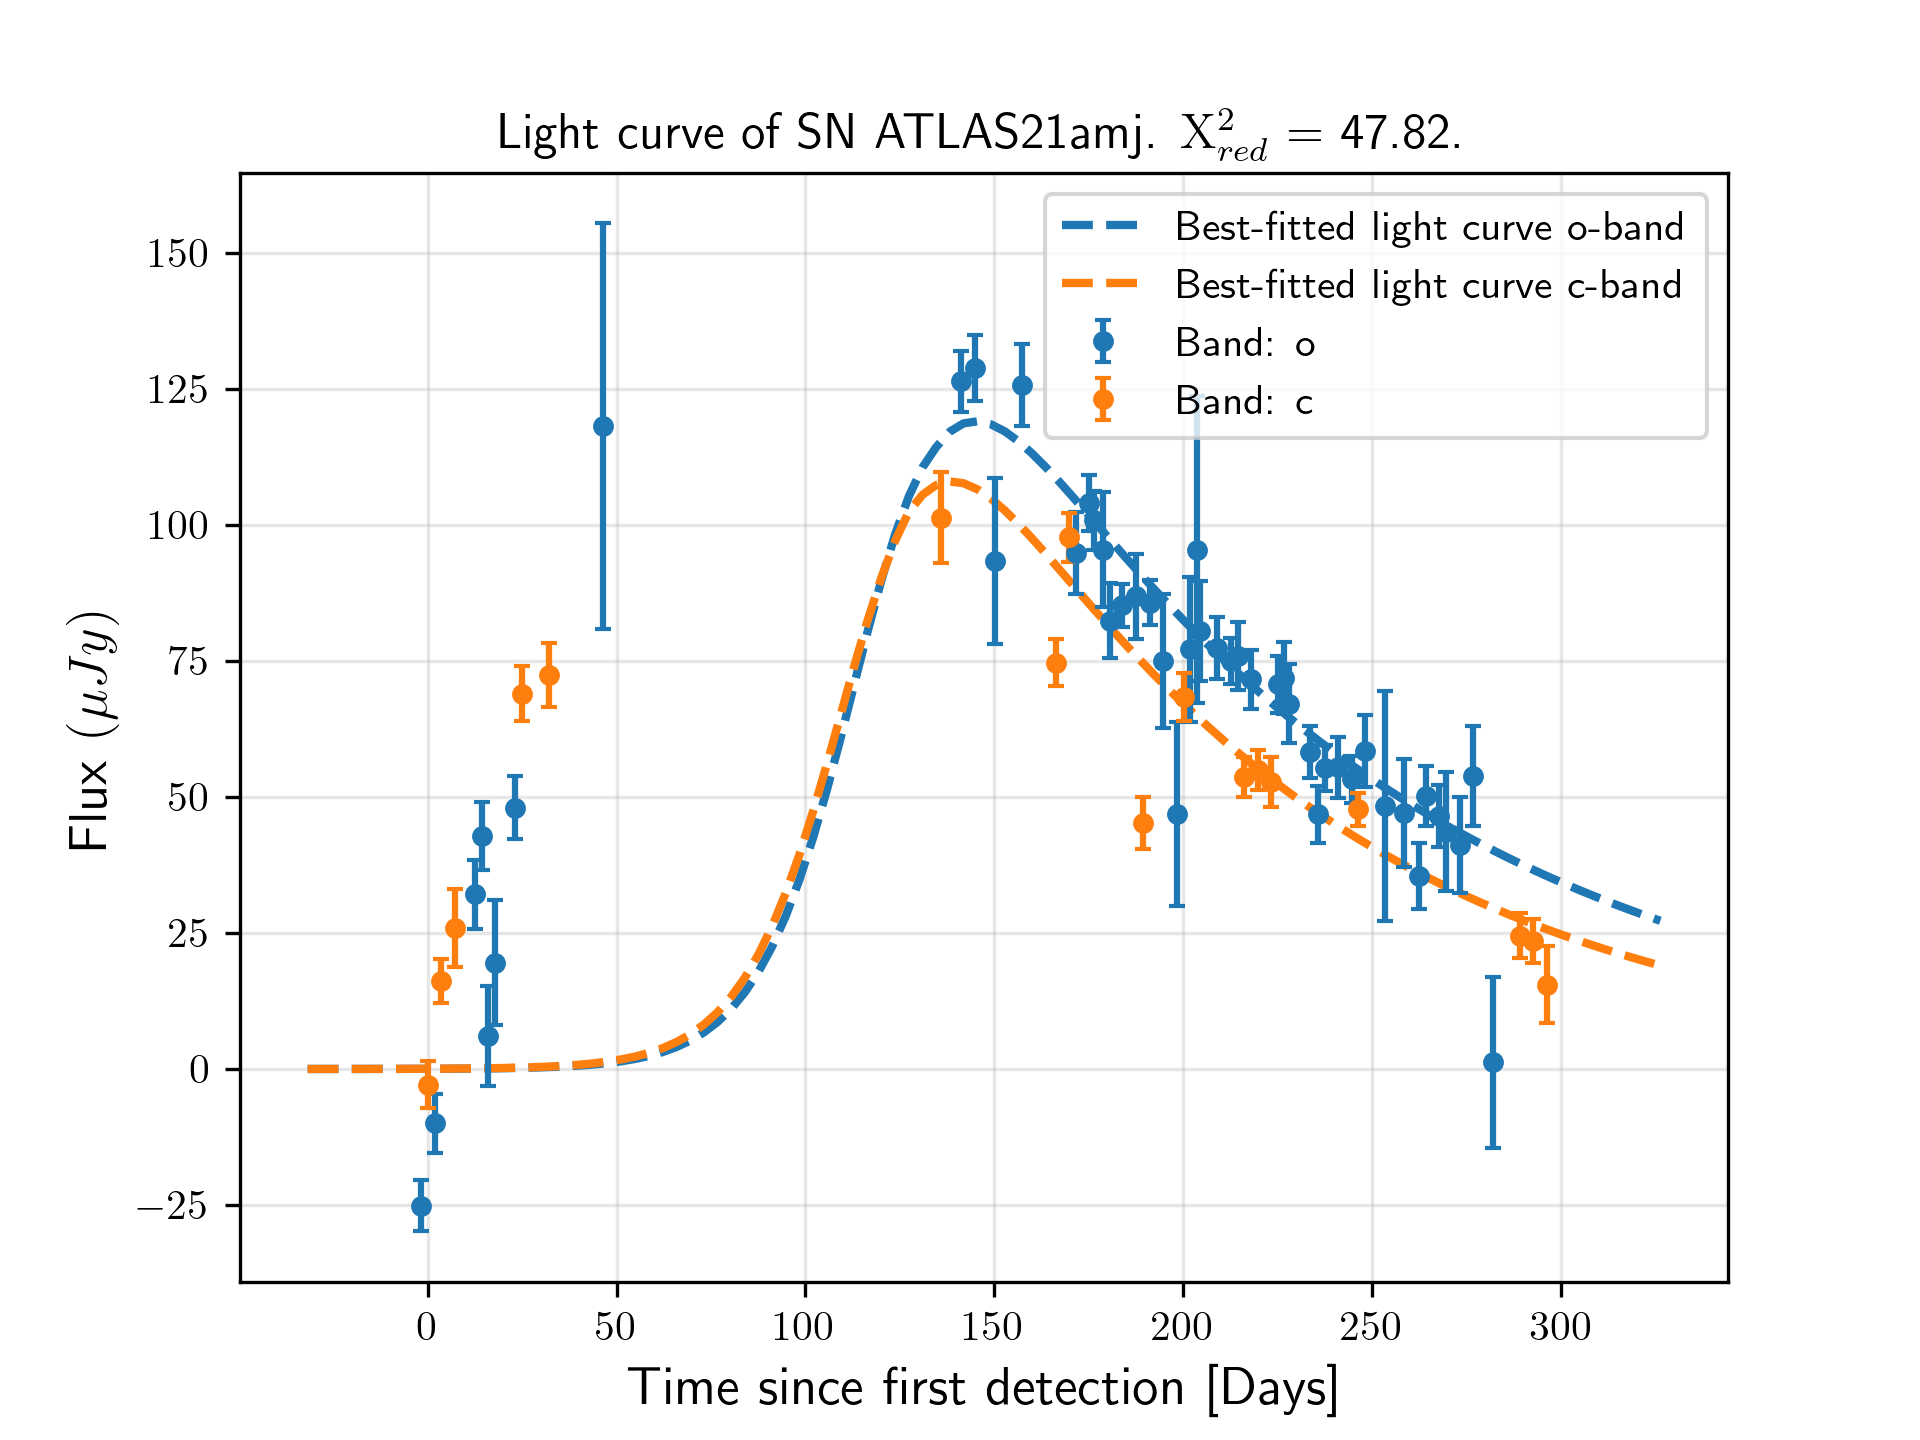 Light curve of SN ATLAS21amj. X²_red = 47.82.
Best-fitted light curve o-band
Best-fitted light curve c-band
Band: o
Band: c
150
125
100
75
50
25
0
−25
Flux (μJy)
0 50 100 150 200 250 300
Time since first detection [Days]